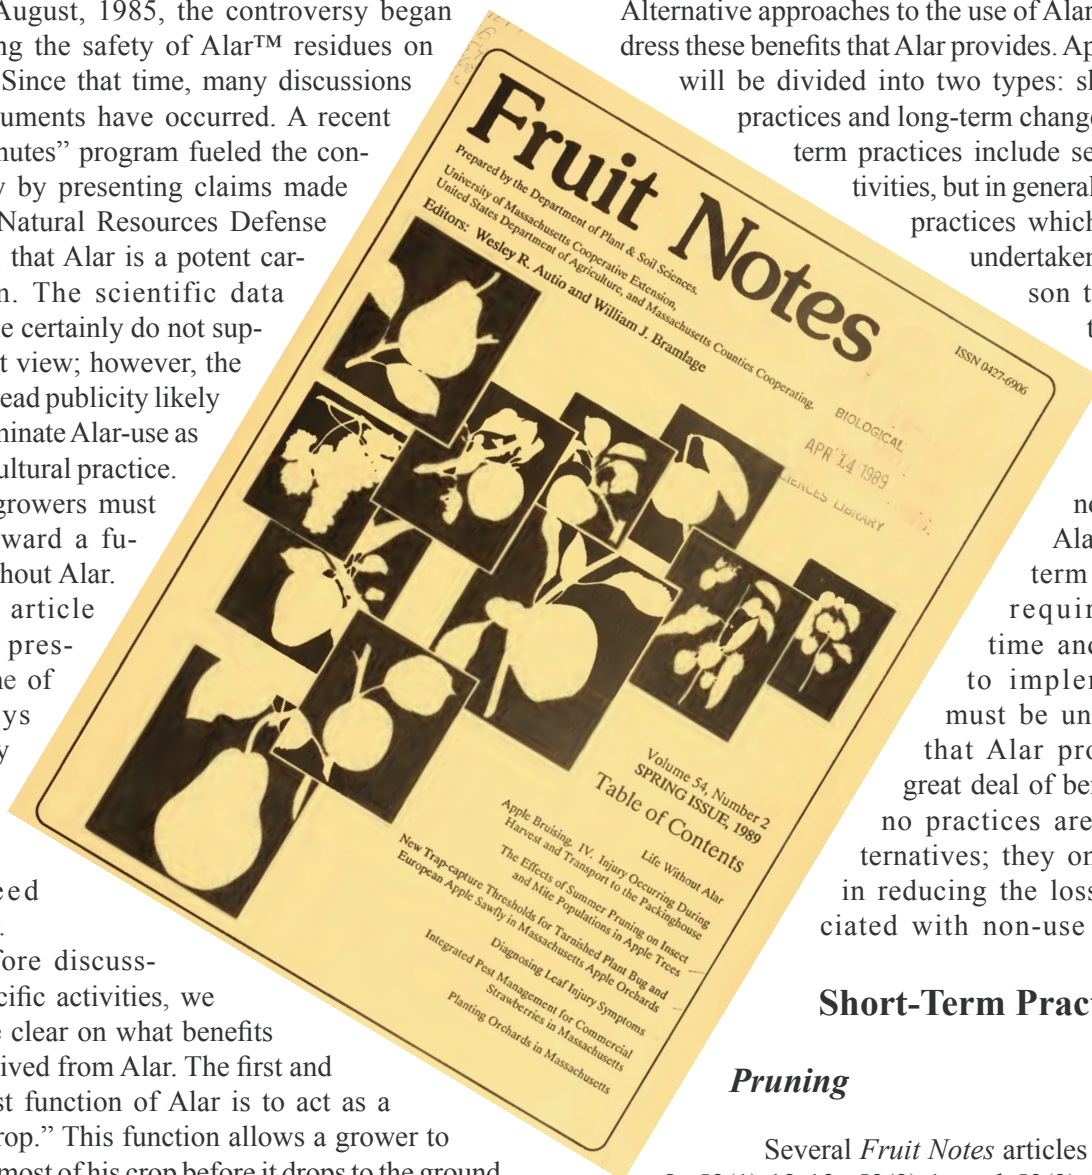 August, 1985, the controversy began
ng the safety of Alar™ residues on
Since that time, many discussions
uments have occurred. A recent
nutes” program fueled the con-
y by presenting claims made
Natural Resources Defense
that Alar is a potent car-
n. The scientific data
e certainly do not sup-
t view; however, the
ead publicity likely
minate Alar-use as
ultural practice.
growers must
ward a fu-
hout Alar.
article
pres-
ne of
ys
y
eed
fore discuss-
cific activities, we
e clear on what benefits
ived from Alar. The first and
st function of Alar is to act as a
rop.” This function allows a grower to
most of his crop before it drops to the ground
Fruit Notes
Prepared by the Department of Plant & Soil Sciences.
University of Massachusetts Cooperative Extension,
United States Department of Agriculture, and Massachusetts Counties Cooperating.
Editors: Wesley R. Autio and William J. Bramlage
ISSN 0427-6906
BIOLOGICAL
APR 14 1989
IENCES LIBRARY
Volume 54, Number 2
SPRING ISSUE, 1989
Table of Contents
Life Without Alar
Apple Bruising. IV. Injury Occurring During
Harvest and Transport to the Packinghouse
The Effects of Summer Pruning on Insect
and Mite Populations in Apple Trees
New Trap-capture Thresholds for Tarnished Plant Bug and
European Apple Sawfly in Massachusetts Apple Orchards
Diagnosing Leaf Injury Symptoms
Integrated Pest Management for Commercial
Strawberries in Massachusetts
Planting Orchards in Massachusetts
Alternative approaches to the use of Alar
dress these benefits that Alar provides. Ap
will be divided into two types: sh
practices and long-term change
term practices include se
tivities, but in general
practices which
undertaken
son t
t
no
Ala
term
requir
time and
to implem
must be un
that Alar pro
great deal of ben
no practices are
ternatives; they on
in reducing the loss
ciated with non-use
Short-Term Pract
Pruning
Several Fruit Notes articles